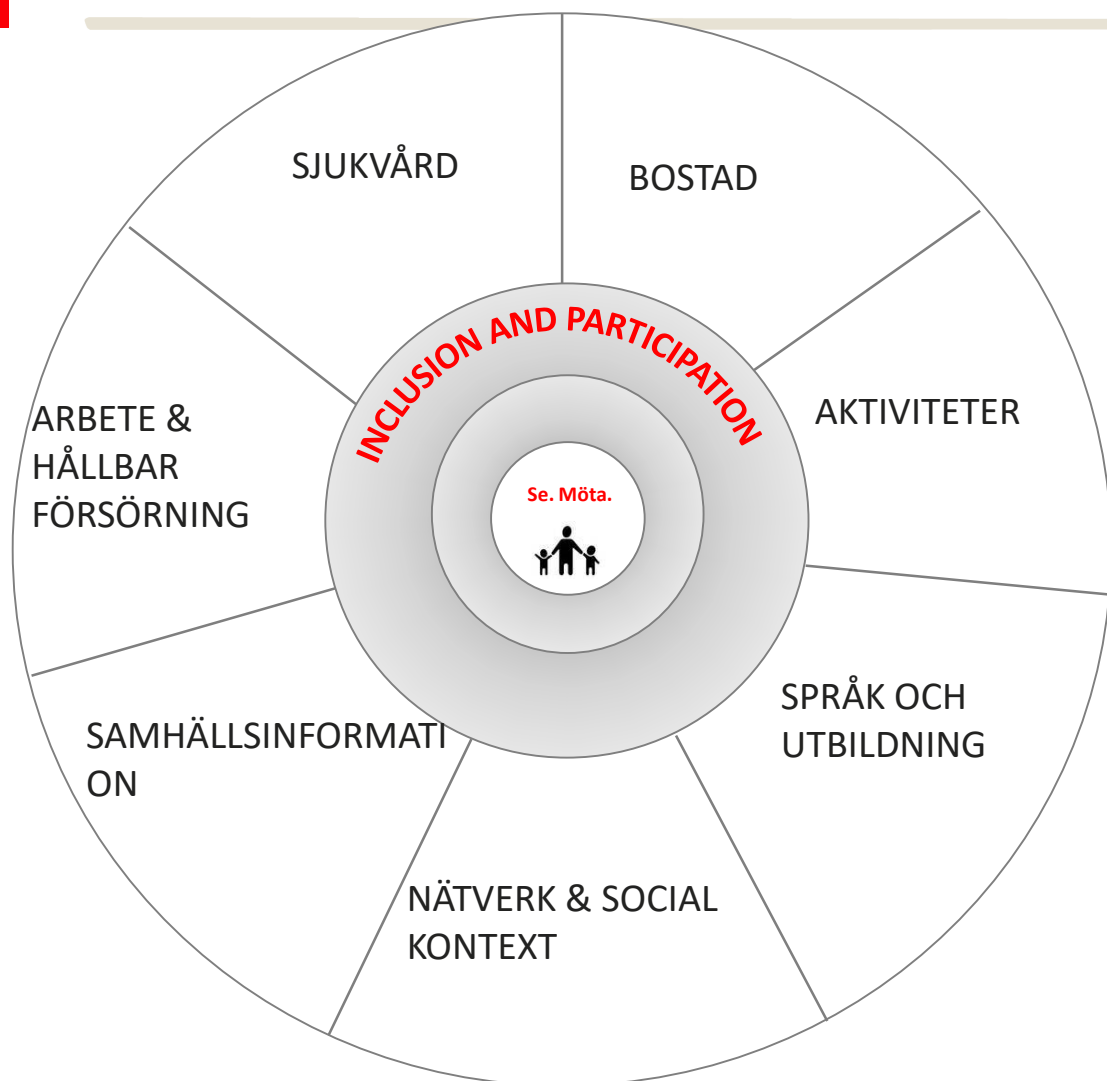 SJUKVÅRD
BOSTAD
INCLUSION AND PARTICIPATION
ARBETE &
HÅLLBAR
FÖRSÖRNING
AKTIVITETER
Se. Möta.
SPRÅK OCH
UTBILDNING
SAMHÄLLSINFORMATI
ON
NÄTVERK & SOCIAL
KONTEXT